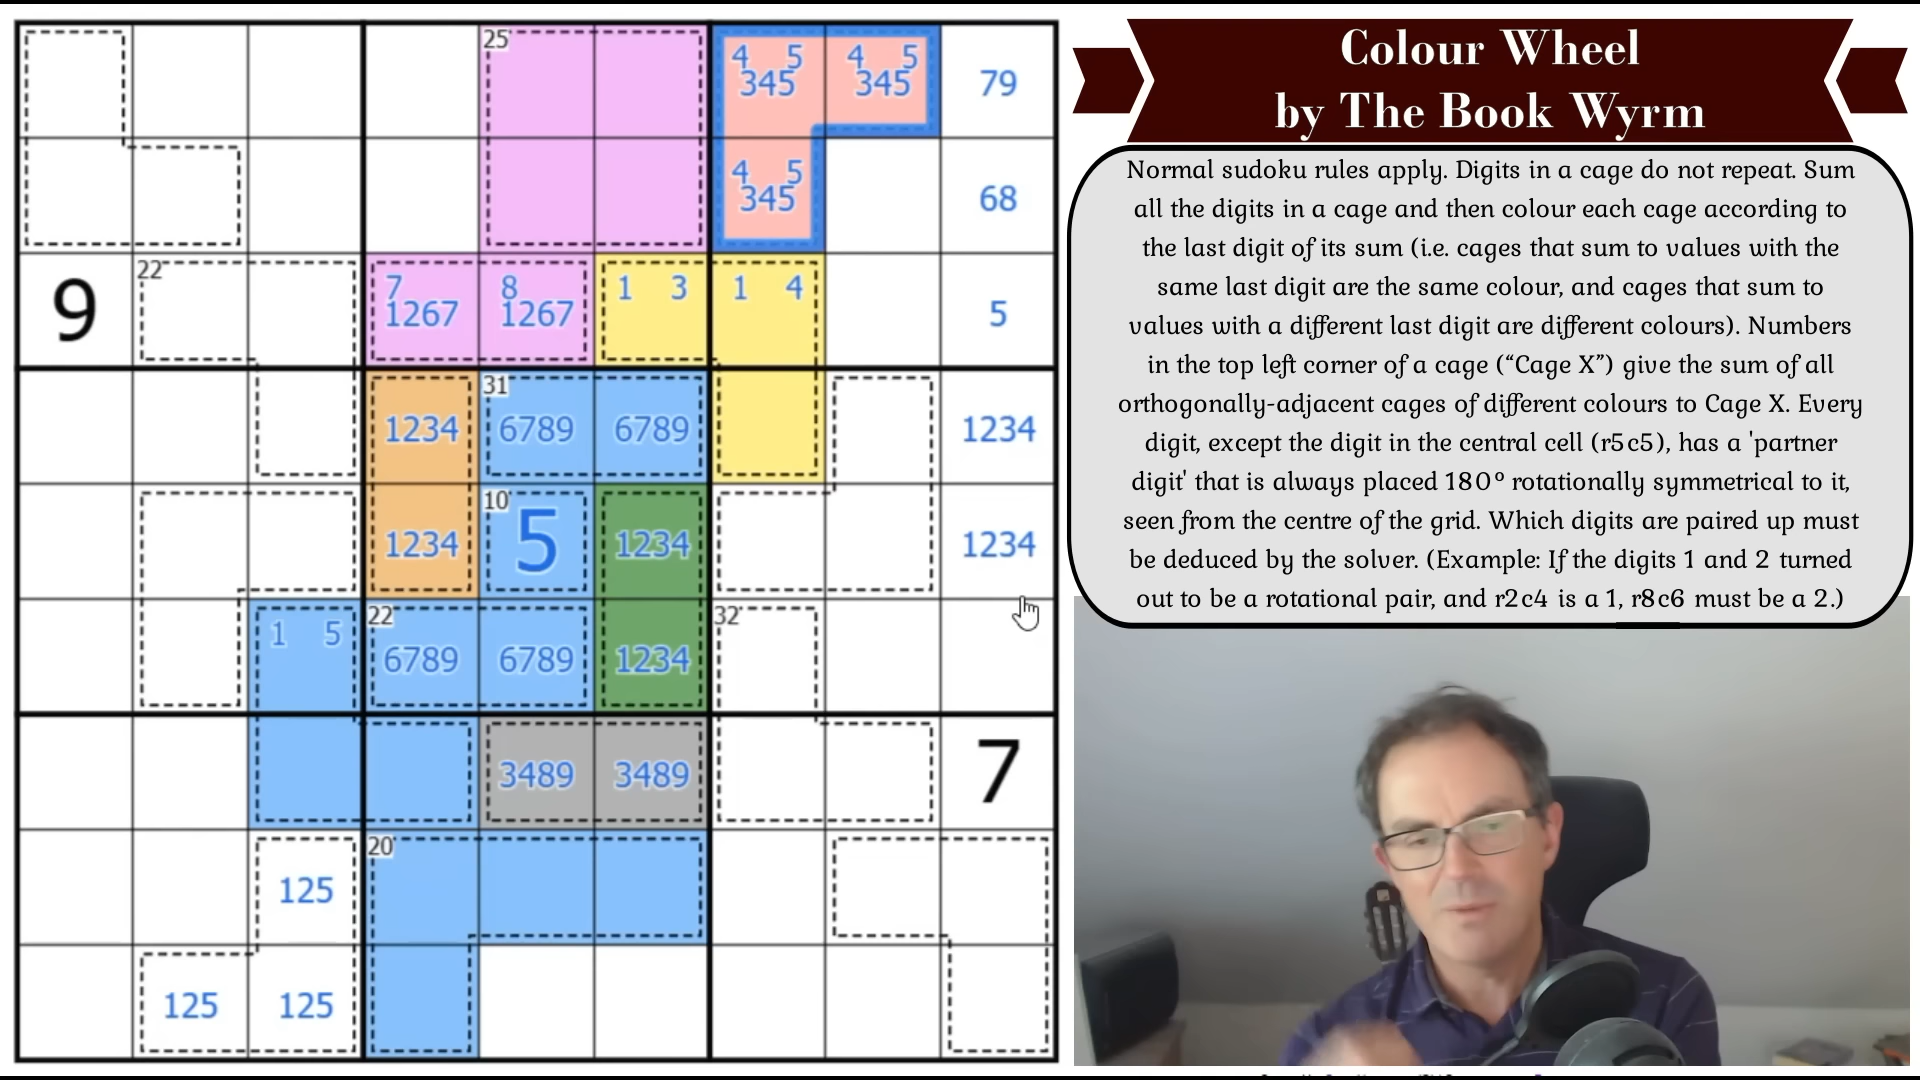 Colour Wheel
by The Book Wyrm
Normal sudoku rules apply. Digits in a cage do not repeat. Sum
all the digits in a cage and then colour each cage according to
the last digit of its sum (i.e. cages that sum to values with the
same last digit are the same colour, and cages that sum to
values with a different last digit are different colours). Numbers
in the top left corner of a cage (“Cage X”) give the sum of all
orthogonally-adjacent cages of different colours to Cage X. Every
digit, except the digit in the central cell (r5c5), has a 'partner
digit' that is always placed 180° rotationally symmetrical to it,
seen from the centre of the grid. Which digits are paired up must
be deduced by the solver. (Example: If the digits 1 and 2 turned
out to be a rotational pair, and r2c4 is a 1, r8c6 must be a 2.)
25
4 5 4 5
345 345 79
4 5
345 68
22
7 8 1 3 1 4
9 1267 1267 5
31
1234 6789 6789 1234
10
1234 5 1234 1234
22 32
1 5 6789 6789 1234
3489 3489 7
20
125
125 125